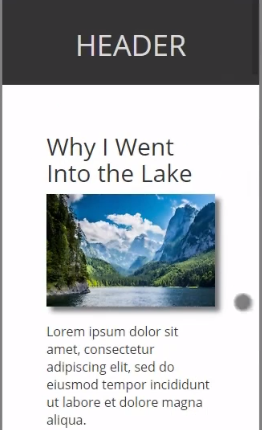 HEADER
Why I Went
Into the Lake
Lorem ipsum dolor sit
amet, consectetur
adipiscing elit, sed do
eiusmod tempor incididunt
ut labore et dolore magna
aliqua.